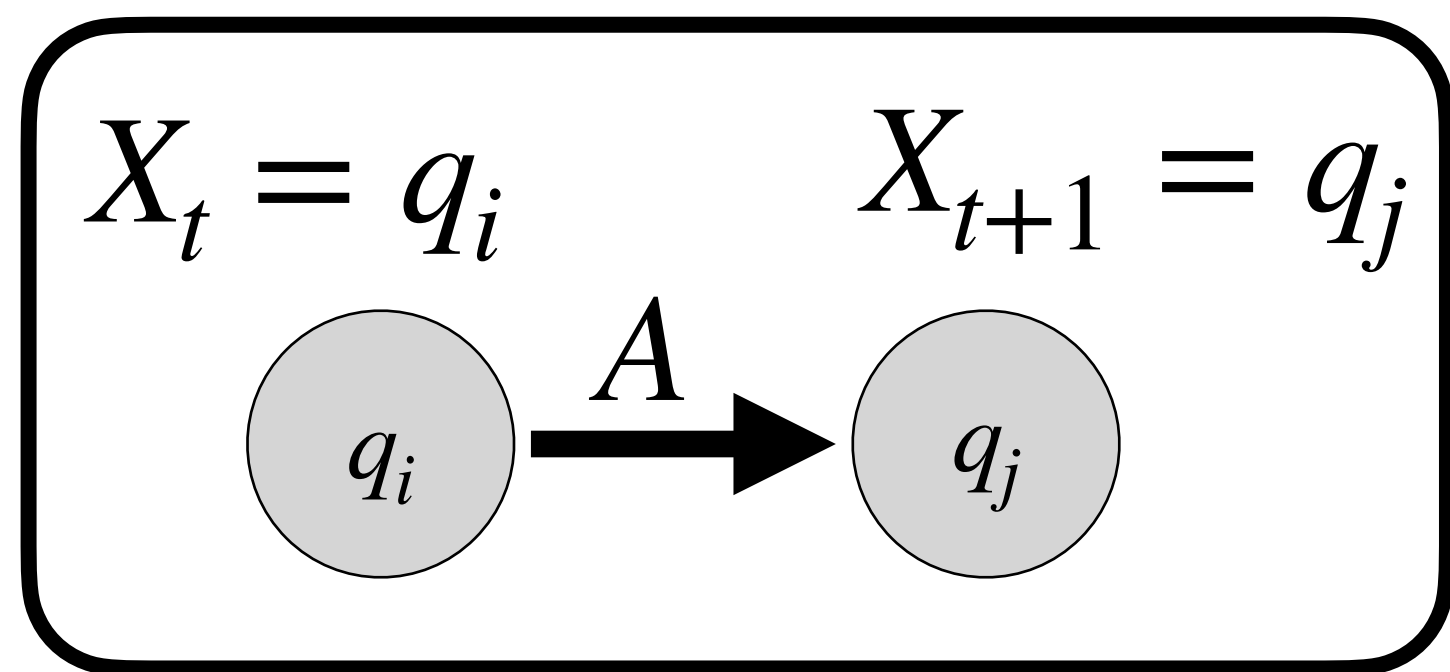 X_t = q_i X_{t+1} = q_j
A
q_i q_j